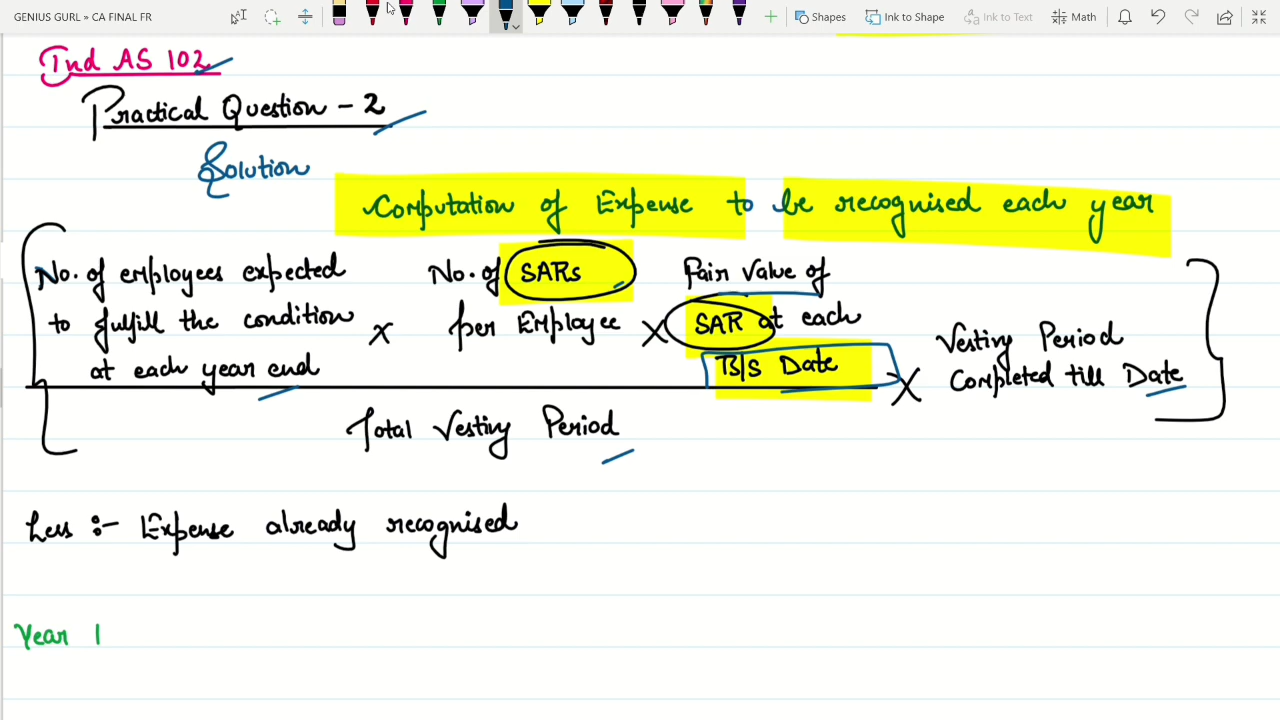 GENIUS GURL » CA FINAL FR
Shapes
Ink to Shape
Ink to Text
Math
Ind AS 102
Practical Question - 2
Solution
Computation of Expense to be recognised each year
No. of employees expected to fulfill the condition at each year end
×
No. of SARs per Employee
×
Fair Value of SAR at each B/S Date
×
Vesting Period Completed till Date
Total Vesting Period
Less :- Expense already recognised
Year 1